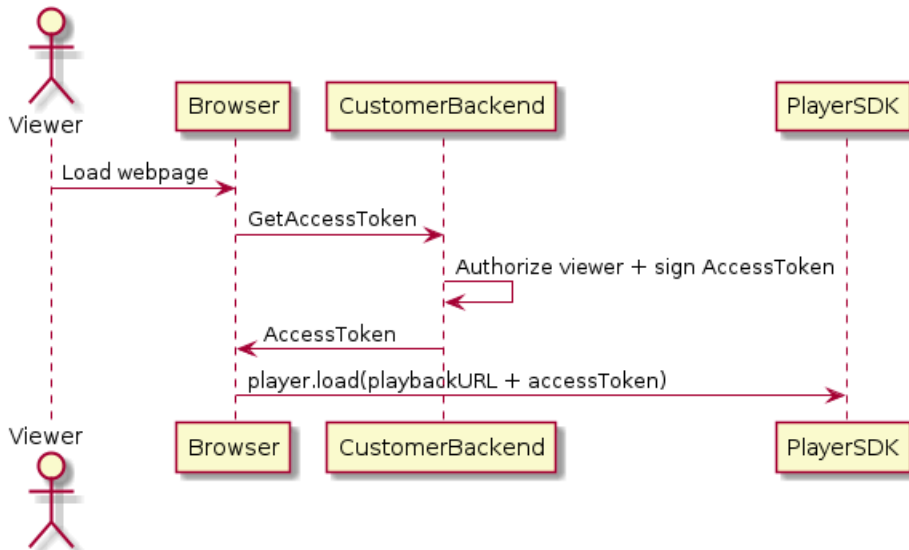 Viewer
Browser
CustomerBackend
PlayerSDK
Load webpage
GetAccessToken
Authorize viewer + sign AccessToken
AccessToken
player.load(playbackURL + accessToken)
Viewer
Browser
CustomerBackend
PlayerSDK